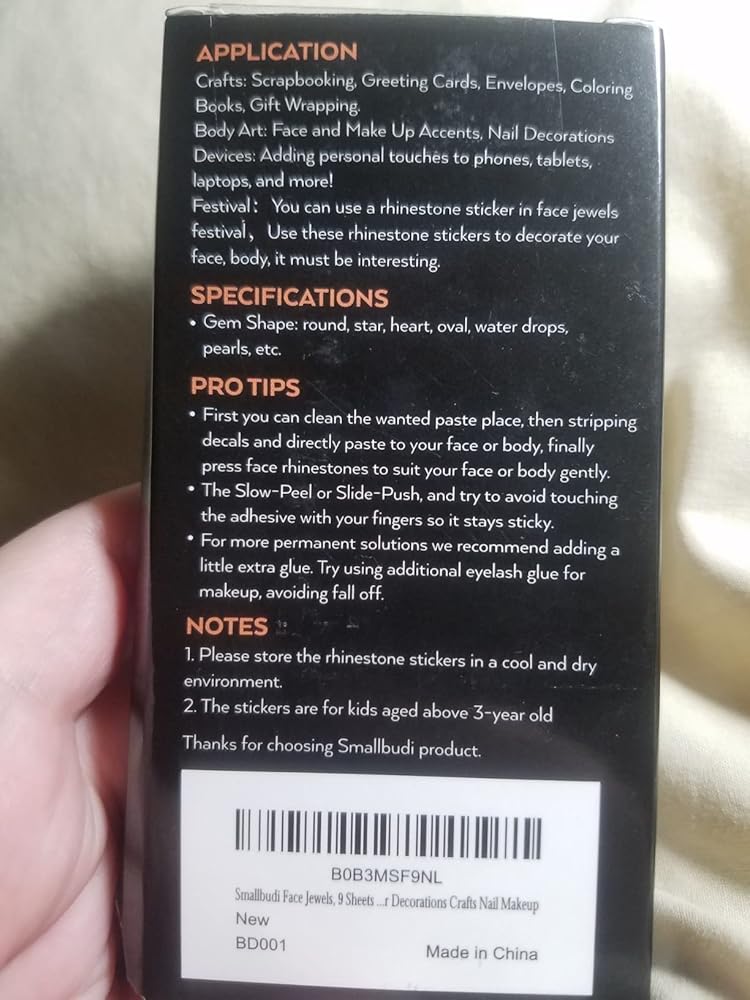 APPLICATION
Crafts: Scrapbooking, Greeting Cards, Envelopes, Coloring
Books, Gift Wrapping.
Body Art: Face and Make Up Accents, Nail Decorations
Devices: Adding personal touches to phones, tablets,
laptops, and more!
Festival： You can use a rhinestone sticker in face jewels
festival， Use these rhinestone stickers to decorate your
face, body, it must be interesting.
SPECIFICATIONS
• Gem Shape: round, star, heart, oval, water drops,
pearls, etc.
PRO TIPS
• First you can clean the wanted paste place, then stripping
decals and directly paste to your face or body, finally
press face rhinestones to suit your face or body gently.
• The Slow-Peel or Slide-Push, and try to avoid touching
the adhesive with your fingers so it stays sticky.
• For more permanent solutions we recommend adding a
little extra glue. Try using additional eyelash glue for
makeup, avoiding fall off.
NOTES
1. Please store the rhinestone stickers in a cool and dry
environment.
2. The stickers are for kids aged above 3-year old
Thanks for choosing Smallbudi product.
B0B3MSF9NL
Smallbudi Face Jewels, 9 Sheets ...r Decorations Crafts Nail Makeup
New
BD001
Made in China